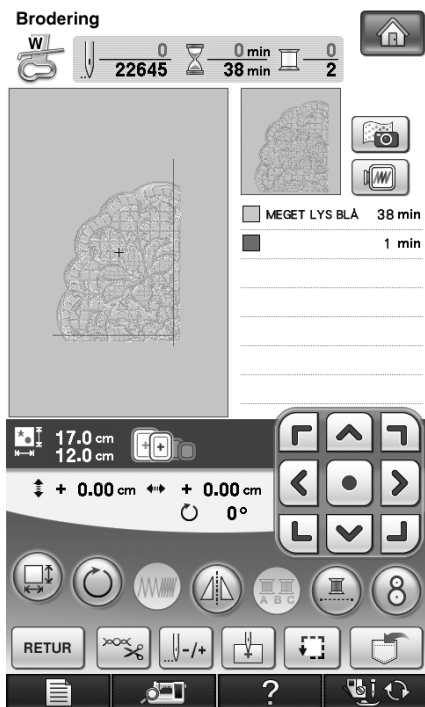 Brodering
W
0 0 min 0
22645 38 min 2
MEGET LYS BLÅ 38 min
1 min
17.0 cm
12.0 cm
+ 0.00 cm + 0.00 cm
0°
A B C
8
RETUR -/+
?